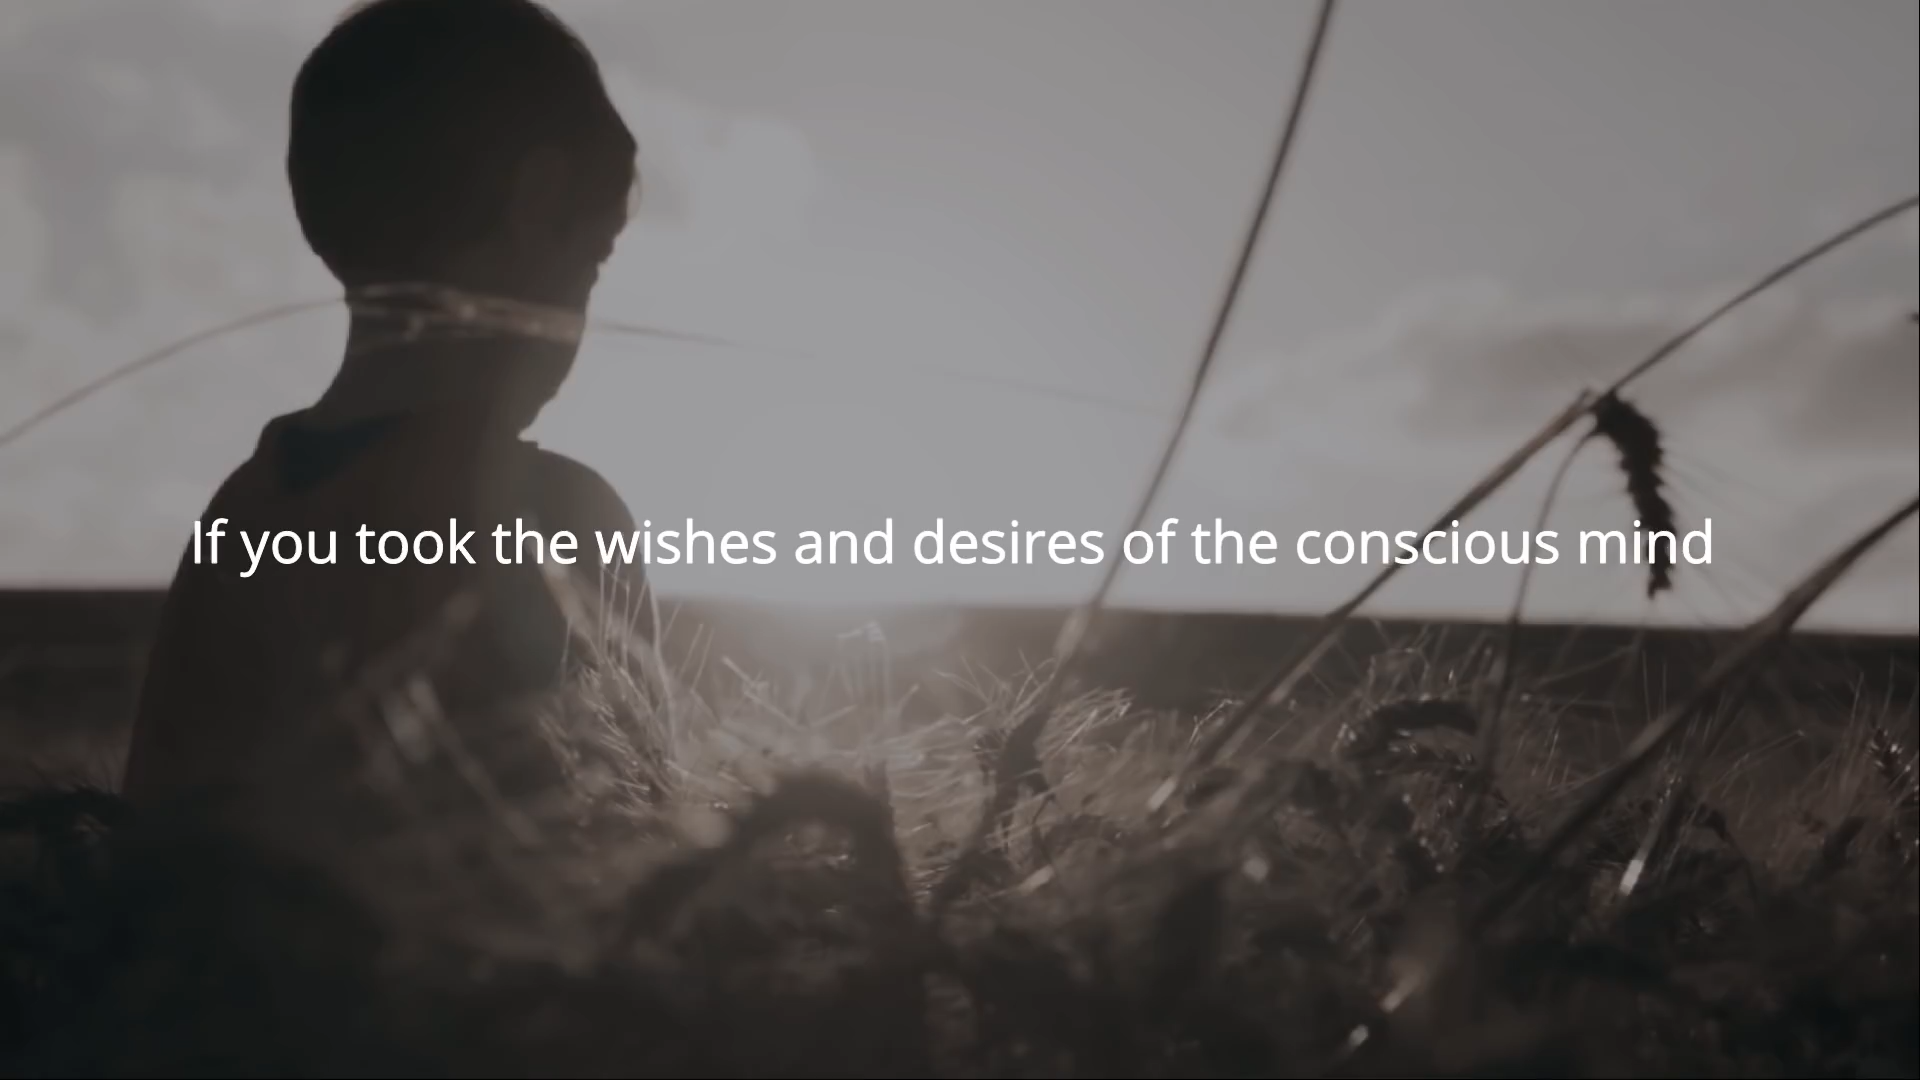 If you took the wishes and desires of the conscious mind